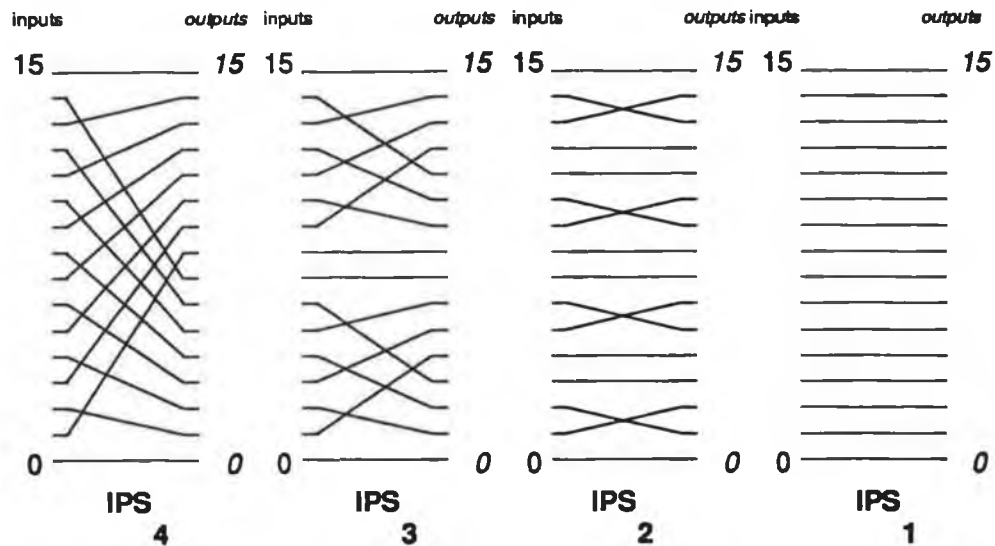 inputs outputs inputs outputs inputs outputs inputs outputs
15 15 15 15 15 15 15 15
0 0 0 0 0 0 0 0
IPS IPS IPS IPS
4 3 2 1